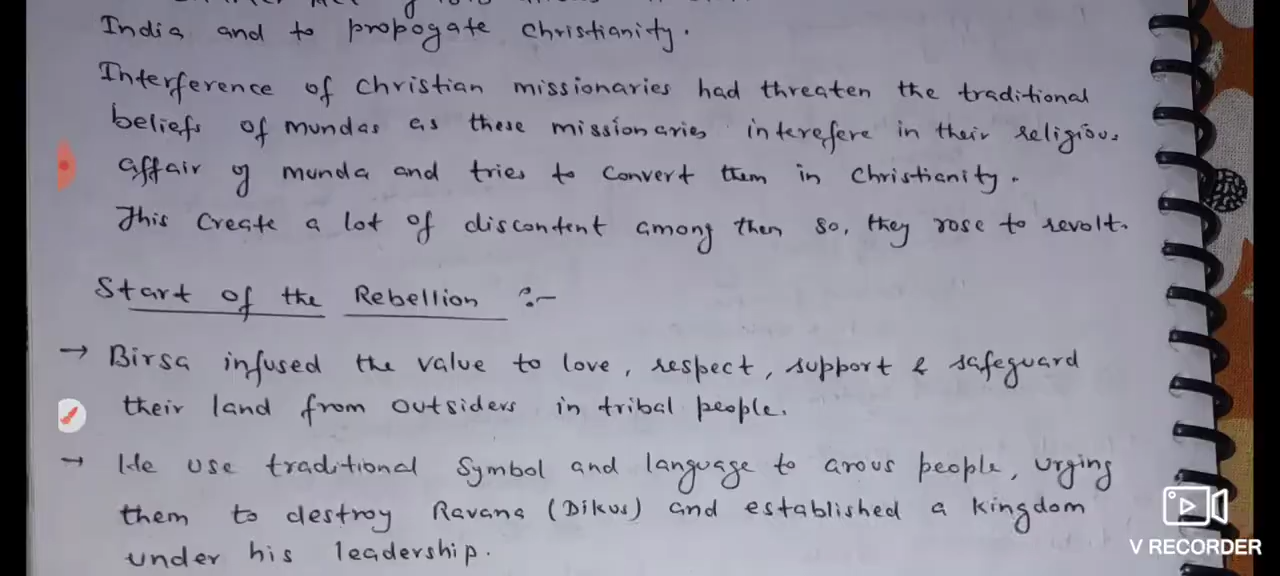 India and to propogate Christianity.
Interference of Christian missionaries had threaten the traditional
beliefs of mundas as these missionaries interefere in their religious
affair of munda and tries to convert them in Christianity.
This Create a lot of discontent among then so, they rose to revolt.
Start of the Rebellion :-
→ Birsa infused the value to love, respect, support & safeguard
their land from outsiders in tribal people.
→ He use traditional Symbol and language to arous people, urging
them to destroy Ravana (Dikus) and established a kingdom
under his leadership.
V RECORDER